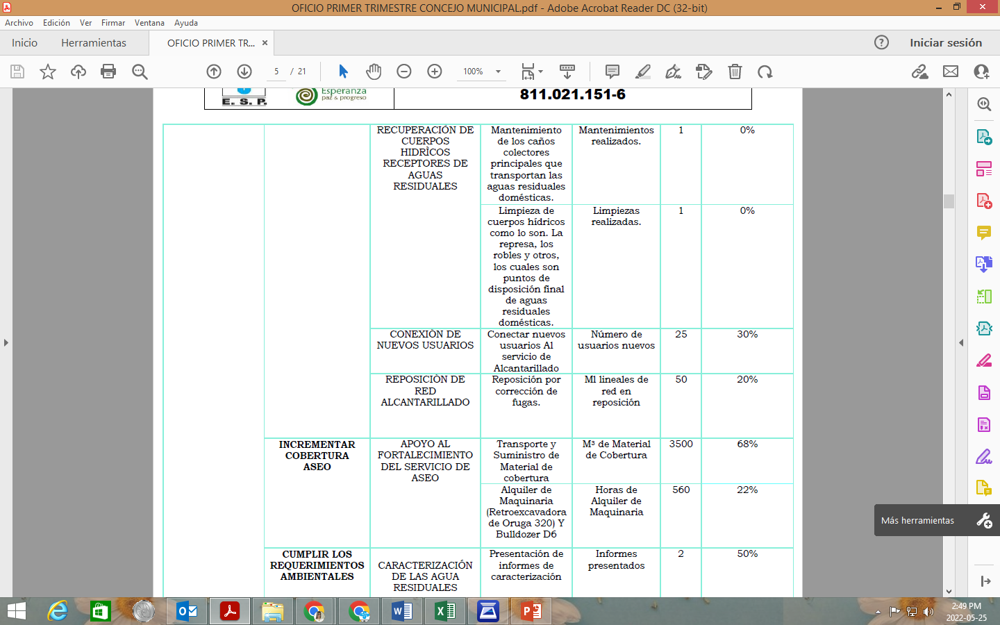 OFICIO PRIMER TRIMESTRE CONCEJO MUNICIPAL.pdf - Adobe Acrobat Reader DC (32-bit)
Archivo Edición Ver Firmar Ventana Ayuda
Inicio Herramientas OFICIO PRIMER TR... × Iniciar sesión
5 / 21 100%
E. S. P.
Esperanza
paz & progreso
811.021.151-6
RECUPERACIÓN DE
CUERPOS
HIDRÌCOS
RECEPTORES DE
AGUAS
RESIDUALES
Mantenimiento
de los caños
colectores
principales que
transportan las
aguas residuales
domésticas.
Mantenimientos
realizados.
1
0%
Limpieza de
cuerpos hídricos
como lo son. La
represa, los
robles y otros,
los cuales son
puntos de
disposición final
de aguas
residuales
domésticas.
Limpiezas
realizadas.
1
0%
CONEXIÓN DE
NUEVOS USUARIOS
Conectar nuevos
usuarios Al
servicio de
Alcantarillado
Número de
usuarios nuevos
25
30%
REPOSICIÓN DE
RED
ALCANTARILLADO
Reposición por
corrección de
fugas.
Ml lineales de
red en
reposición
50
20%
INCREMENTAR
COBERTURA
ASEO
APOYO AL
FORTALECIMIENTO
DEL SERVICIO DE
ASEO
Transporte y
Suministro de
Material de
cobertura
M³ de Material
de Cobertura
3500
68%
Alquiler de
Maquinaria
(Retroexcavadora
de Oruga 320) Y
Bulldozer D6
Horas de
Alquiler de
Maquinaria
560
22%
CUMPLIR LOS
REQUERIMIENTOS
AMBIENTALES
CARACTERIZACIÓN
DE LAS AGUA
RESIDUALES
Presentación de
informes de
caracterización
Informes
presentados
2
50%
Más herramientas
2:49 PM
2022-05-25